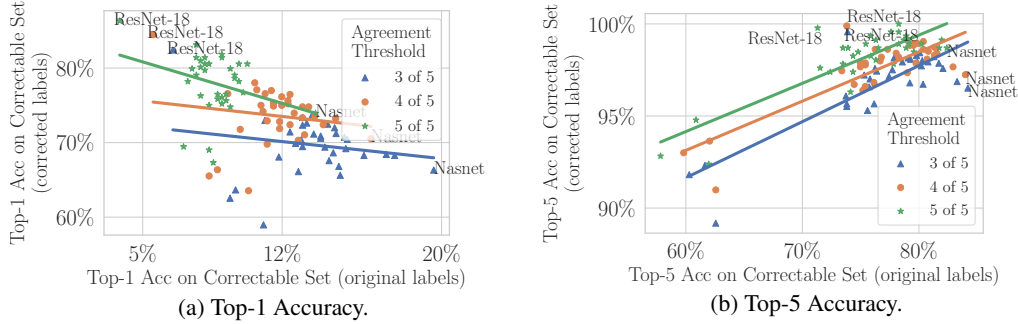 Top-1 Acc on Correctable Set
(corrected labels)
80%
70%
60%
5%
12%
20%
ResNet-18
ResNet-18
ResNet-18
Agreement
Threshold
3 of 5
4 of 5
5 of 5
Nasnet
Nasnet
Nasnet
Top-1 Acc on Correctable Set (original labels)
(a) Top-1 Accuracy.
Top-5 Acc on Correctable Set
(corrected labels)
100%
95%
90%
60%
70%
80%
ResNet-18
ResNet-18
ResNet-18
Nasnet
Nasnet
Nasnet
Agreement
Threshold
3 of 5
4 of 5
5 of 5
Top-5 Acc on Correctable Set (original labels)
(b) Top-5 Accuracy.